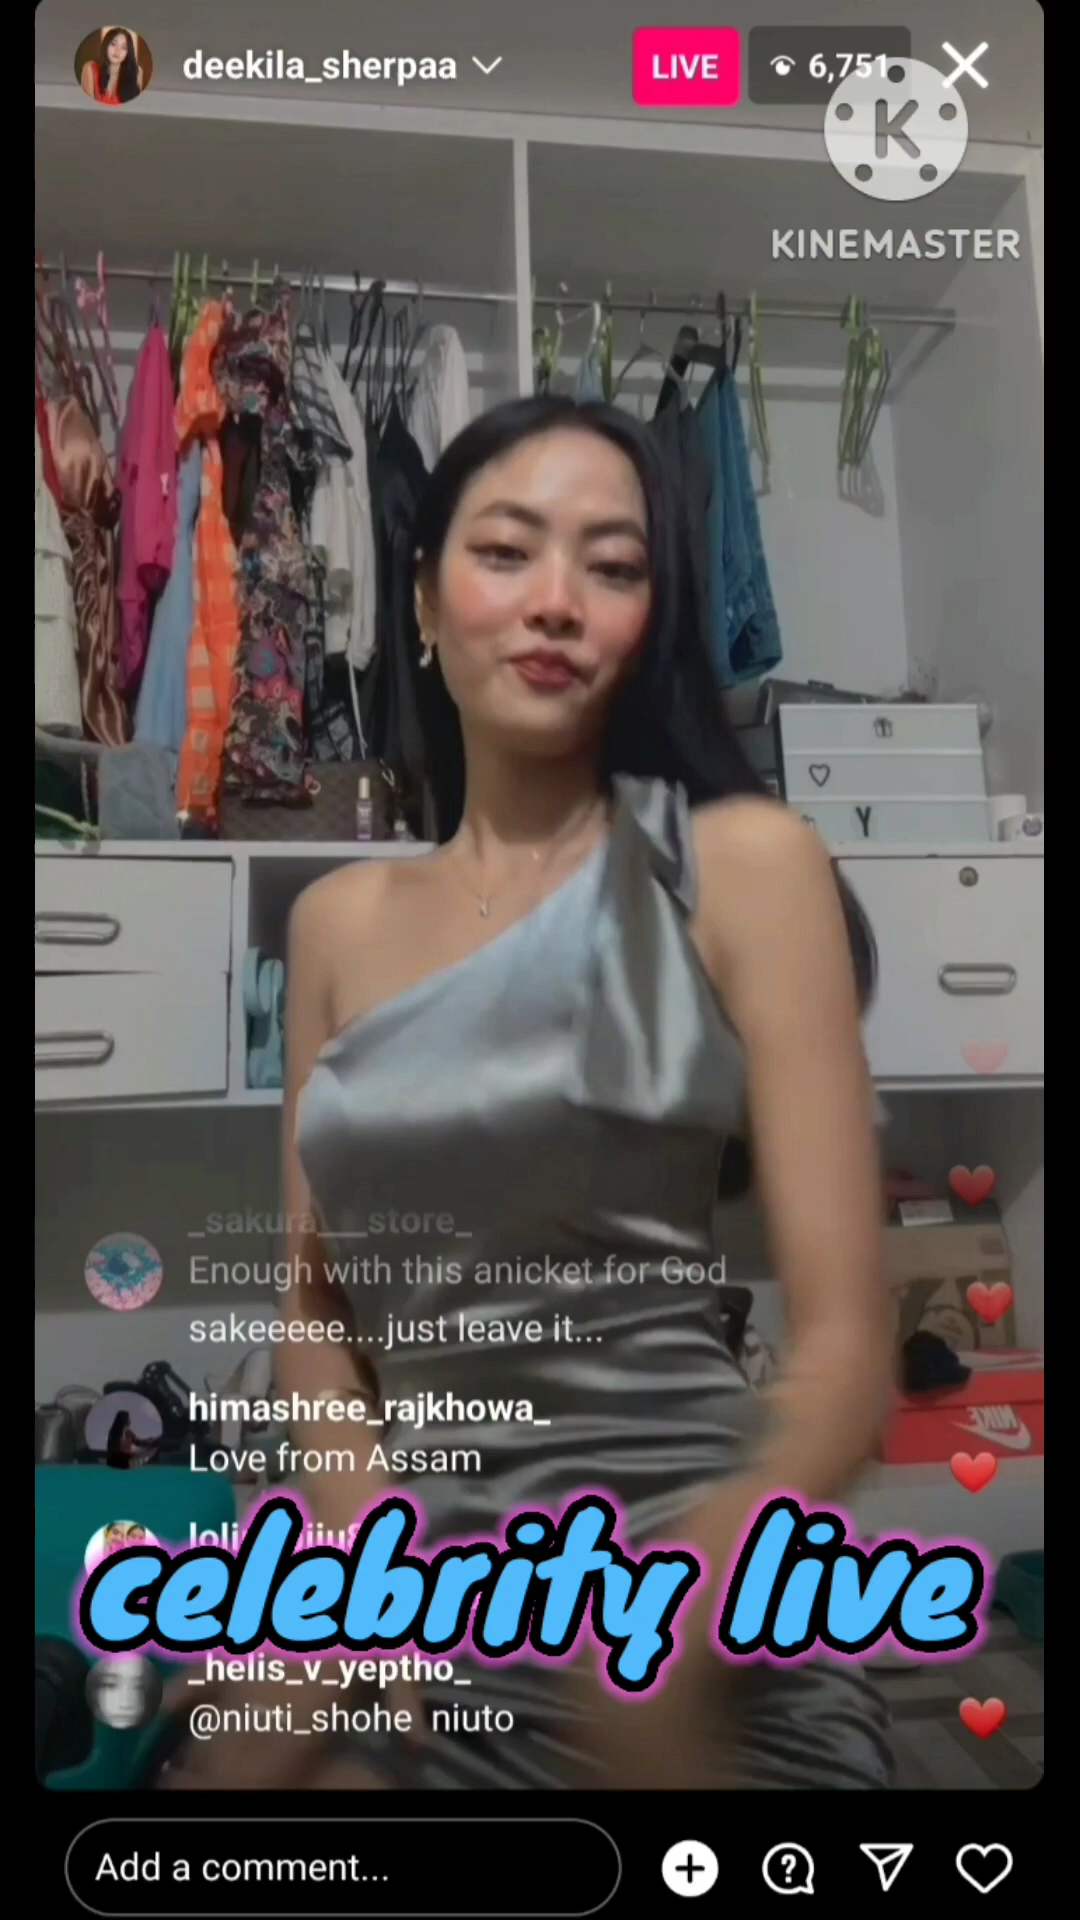 deekila_sherpaa
LIVE
6,751
K
KINEMASTER
Y
_sakura___store_
Enough with this anicket for God
sakeeeee....just leave it...
himashree_rajkhowa_
Love from Assam
celebrity live
NIKE
_helis_v_yeptho_
@niuti_shohe niuto
Add a comment...